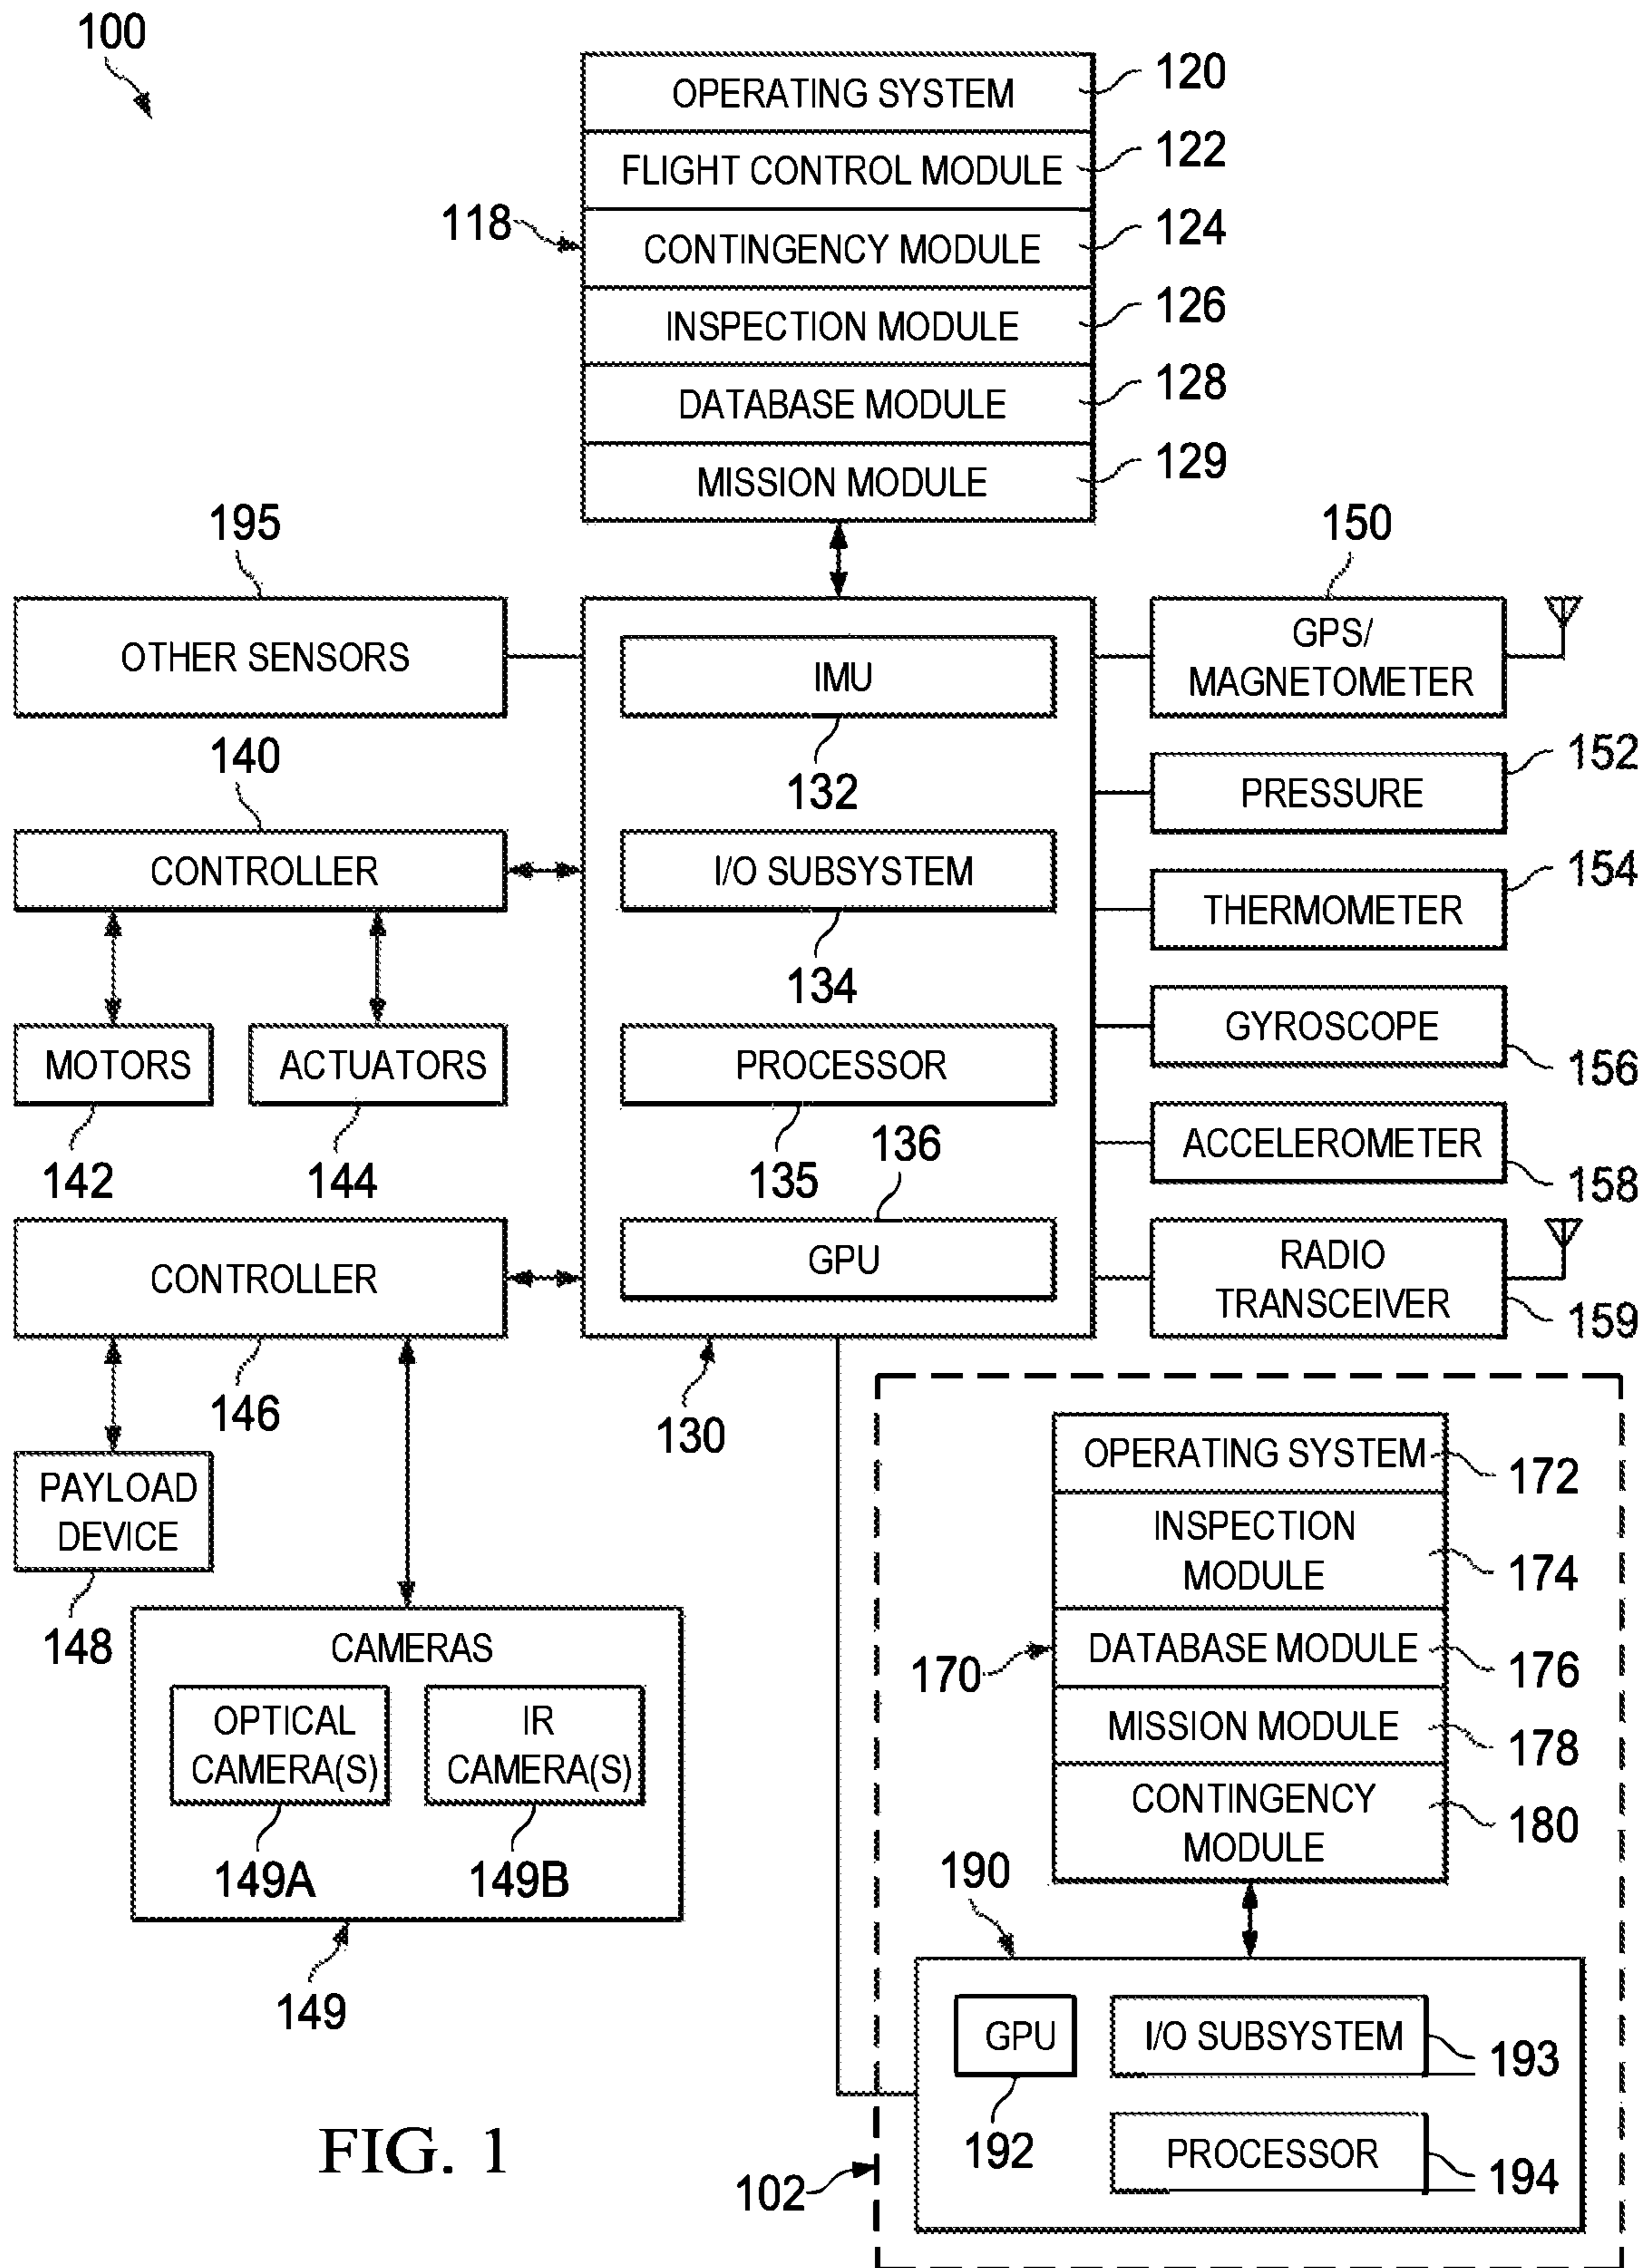 100
OPERATING SYSTEM
120
FLIGHT CONTROL MODULE
122
118
CONTINGENCY MODULE
124
INSPECTION MODULE
126
DATABASE MODULE
128
MISSION MODULE
129
195
OTHER SENSORS
140
CONTROLLER
MOTORS
ACTUATORS
142
144
CONTROLLER
146
PAYLOAD
DEVICE
148
CAMERAS
OPTICAL
CAMERA(S)
IR
CAMERA(S)
149A
149B
149
IMU
132
I/O SUBSYSTEM
134
PROCESSOR
135
136
GPU
130
150
GPS/
MAGNETOMETER
152
PRESSURE
154
THERMOMETER
GYROSCOPE
156
ACCELEROMETER
158
RADIO
TRANSCEIVER
159
OPERATING SYSTEM
172
INSPECTION
MODULE
174
170
DATABASE MODULE
176
MISSION MODULE
178
CONTINGENCY
MODULE
180
190
GPU
192
I/O SUBSYSTEM
193
PROCESSOR
194
102
FIG. 1